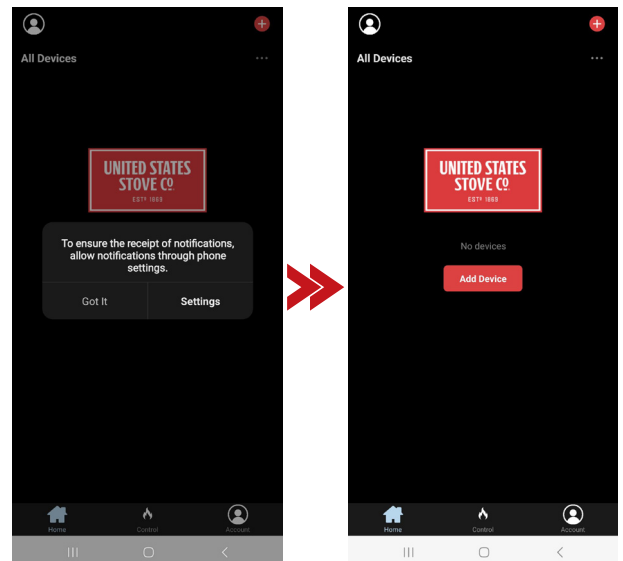 All Devices
...
UNITED STATES
STOVE CO.
ESTD 1869
To ensure the receipt of notifications,
allow notifications through phone
settings.
Got It
Settings
Home
Control
Account
All Devices
...
UNITED STATES
STOVE CO.
ESTD 1869
No devices
Add Device
Home
Control
Account